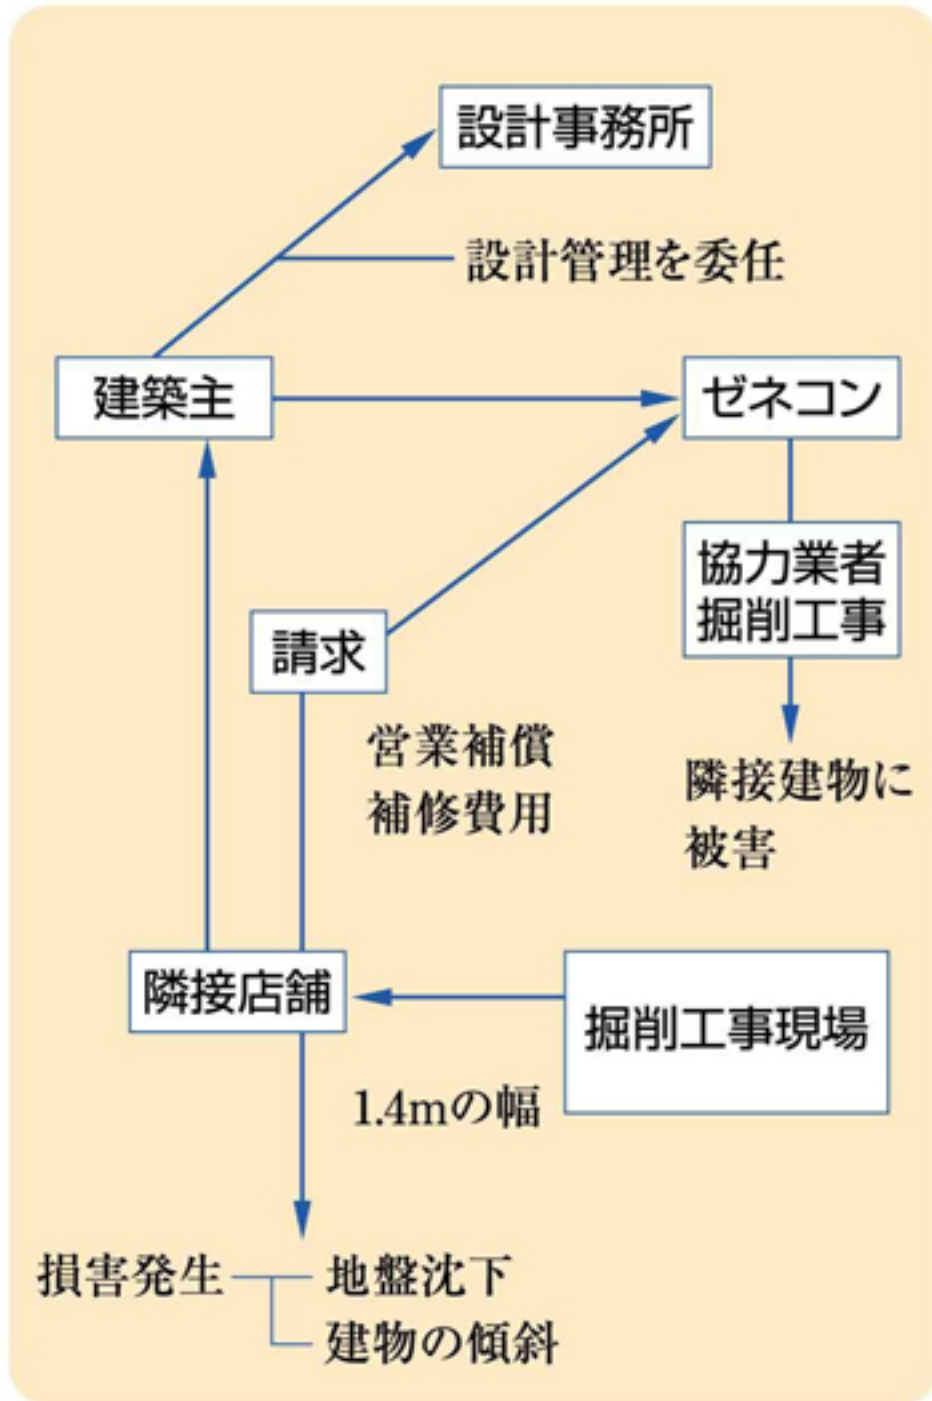 設計事務所
設計管理を委任
建築主
ゼネコン
協力業者
掘削工事
請求
営業補償
補修費用
隣接建物に
被害
隣接店舗
掘削工事現場
1.4mの幅
損害発生
地盤沈下
建物の傾斜